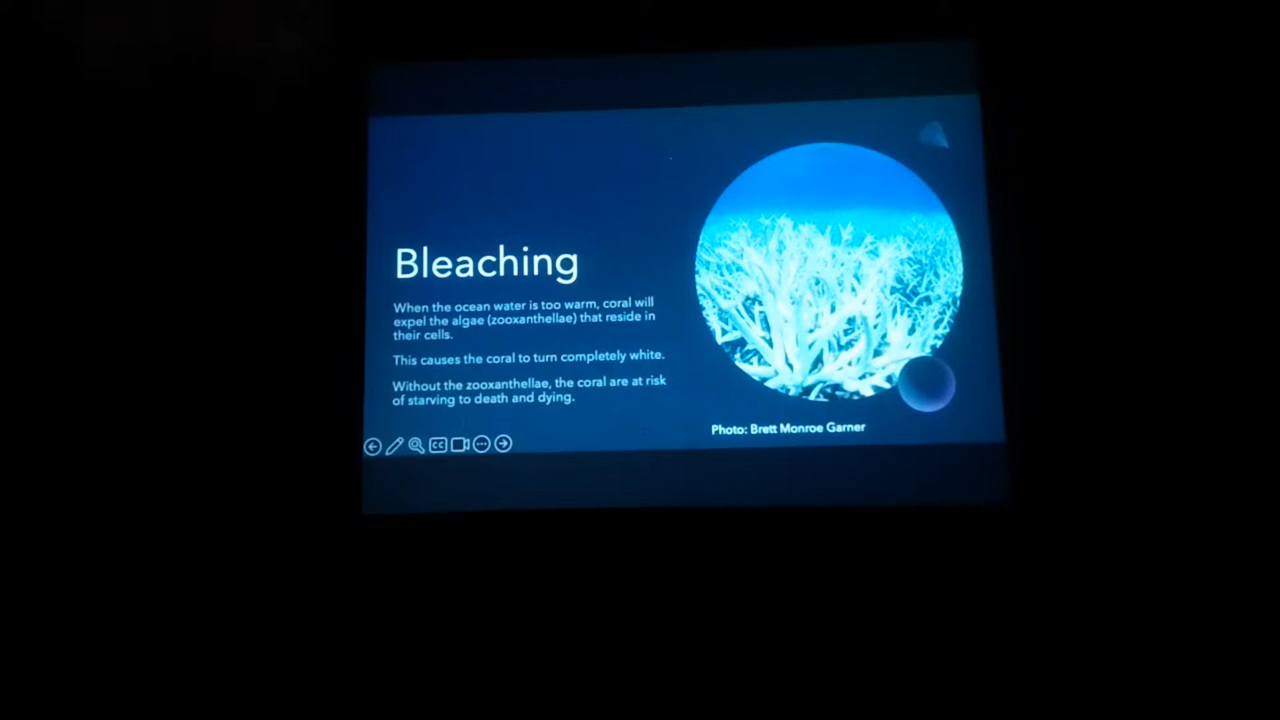 Bleaching
When the ocean water is too warm, coral will
expel the algae (zooxanthellae) that reside in
their cells.
This causes the coral to turn completely white.
Without the zooxanthellae, the coral are at risk
of starving to death and dying.
Photo: Brett Monroe Garner
CC